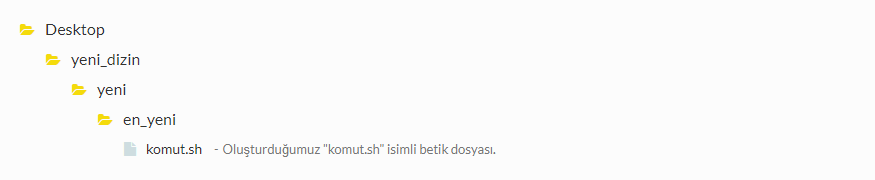 Desktop
yeni_dizin
yeni
en_yeni
komut.sh - Oluşturduğumuz "komut.sh" isimli betik dosyası.